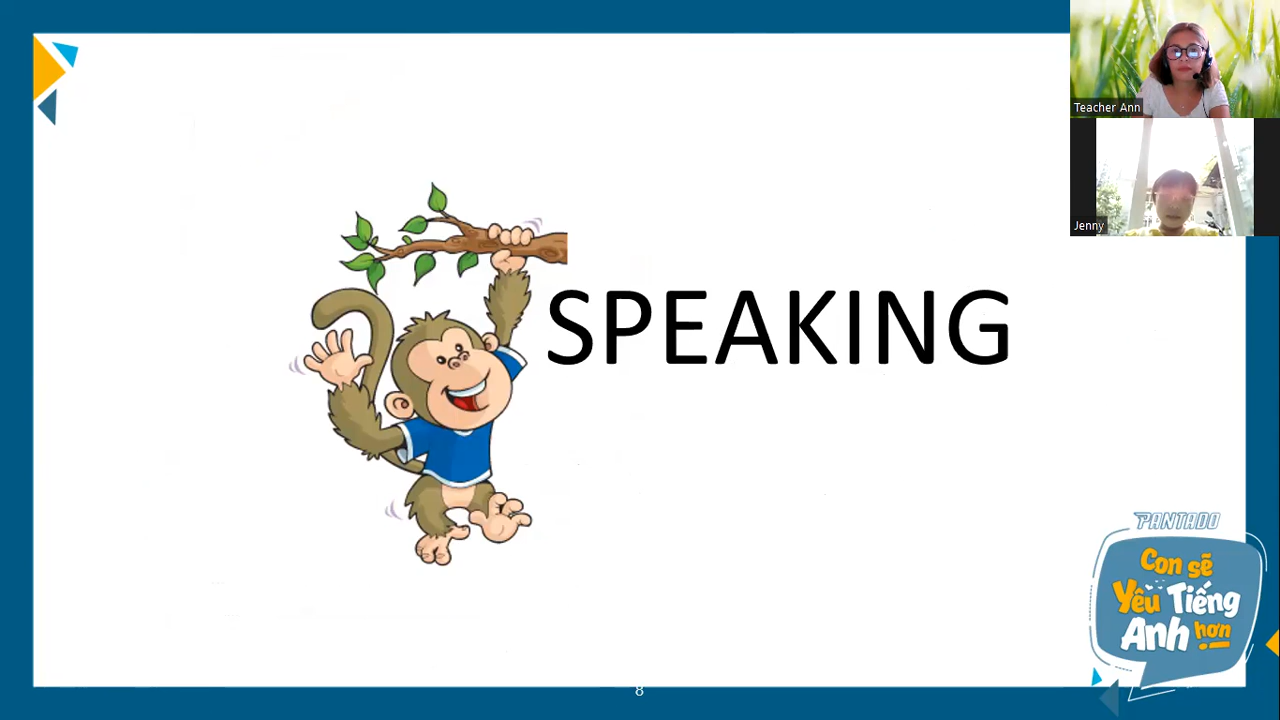 Teacher Ann
Jenny
SPEAKING
PANTADO
Con sẽ
Yêu Tiếng
Anh hơn
8